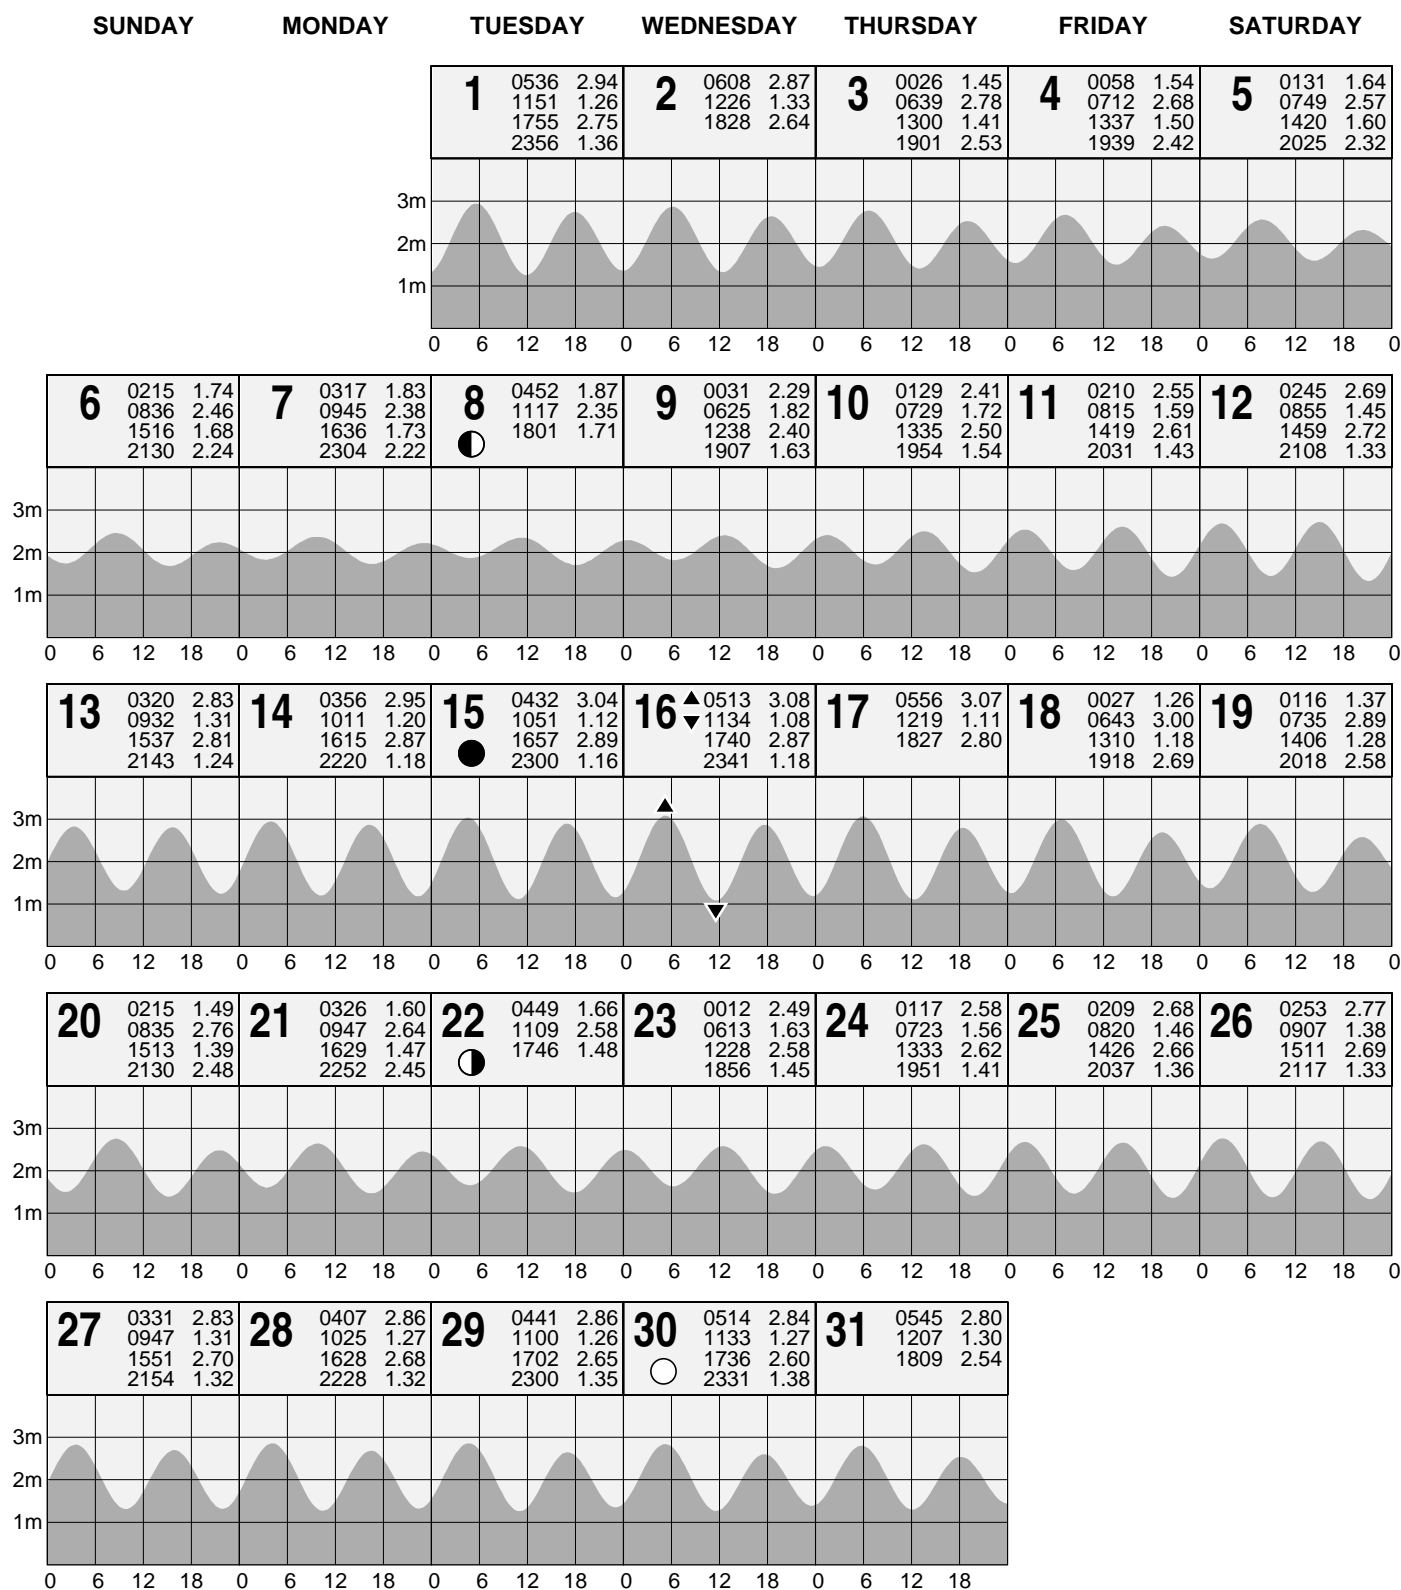 SUNDAY MONDAY TUESDAY WEDNESDAY THURSDAY FRIDAY SATURDAY
1 0536 2.94 2 0608 2.87 3 0026 1.45 4 0058 1.54 5 0131 1.64
1151 1.26 1226 1.33 0639 2.78 0712 2.68 0749 2.57
1755 2.75 1828 2.64 1300 1.41 1337 1.50 1420 1.60
2356 1.36 1901 2.53 1939 2.42 2025 2.32
3m
2m
1m
0 6 12 18 0 6 12 18 0 6 12 18 0 6 12 18 0 6 12 18 0
6 0215 1.74 7 0317 1.83 8 0452 1.87 9 0031 2.29 10 0129 2.41 11 0210 2.55 12 0245 2.69
0836 2.46 0945 2.38 1117 2.35 0625 1.82 0729 1.72 0815 1.59 0855 1.45
1516 1.68 1636 1.73 1801 1.71 1238 2.40 1335 2.50 1419 2.61 1459 2.72
2130 2.24 2304 2.22 1907 1.63 1954 1.54 2031 1.43 2108 1.33
3m
2m
1m
0 6 12 18 0 6 12 18 0 6 12 18 0 6 12 18 0 6 12 18 0 6 12 18 0 6 12 18 0
13 0320 2.83 14 0356 2.95 15 0432 3.04 16 0513 3.08 17 0556 3.07 18 0027 1.26 19 0116 1.37
0932 1.31 1011 1.20 1051 1.12 1134 1.08 1219 1.11 0643 3.00 0735 2.89
1537 2.81 1615 2.87 1657 2.89 1740 2.87 1827 2.80 1310 1.18 1406 1.28
2143 1.24 2220 1.18 2300 1.16 2341 1.18 1918 2.69 2018 2.58
3m
2m
1m
0 6 12 18 0 6 12 18 0 6 12 18 0 6 12 18 0 6 12 18 0 6 12 18 0 6 12 18 0
20 0215 1.49 21 0326 1.60 22 0449 1.66 23 0012 2.49 24 0117 2.58 25 0209 2.68 26 0253 2.77
0835 2.76 0947 2.64 1109 2.58 0613 1.63 0723 1.56 0820 1.46 0907 1.38
1513 1.39 1629 1.47 1746 1.48 1228 2.58 1333 2.62 1426 2.66 1511 2.69
2130 2.48 2252 2.45 1856 1.45 1951 1.41 2037 1.36 2117 1.33
3m
2m
1m
0 6 12 18 0 6 12 18 0 6 12 18 0 6 12 18 0 6 12 18 0 6 12 18 0 6 12 18 0
27 0331 2.83 28 0407 2.86 29 0441 2.86 30 0514 2.84 31 0545 2.80
0947 1.31 1025 1.27 1100 1.26 1133 1.27 1207 1.30
1551 2.70 1628 2.68 1702 2.65 1736 2.60 1809 2.54
2154 1.32 2228 1.32 2300 1.35 2331 1.38
3m
2m
1m
0 6 12 18 0 6 12 18 0 6 12 18 0 6 12 18 0 6 12 18